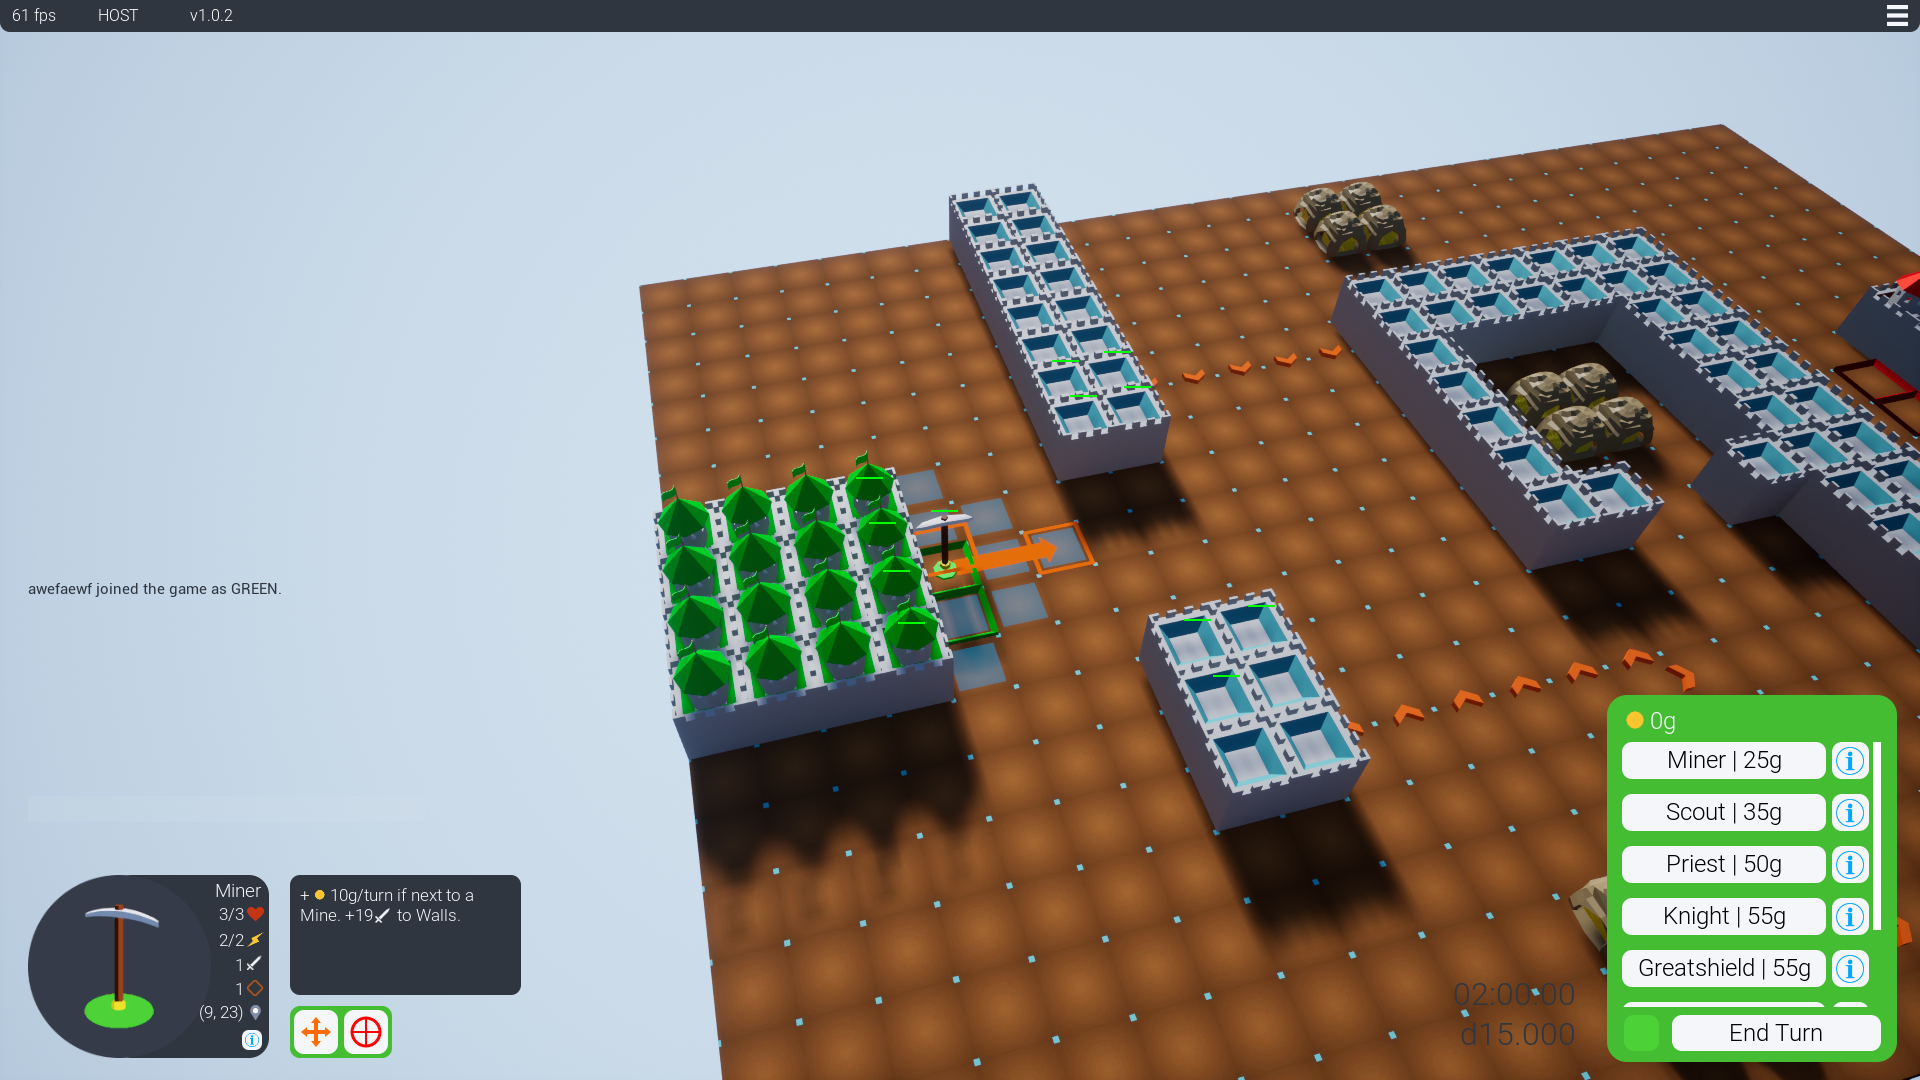 61 fps
HOST
v1.0.2
awefaewf joined the game as GREEN.
Miner
3/3
2/2
1
1
(9, 23)
+ 10g/turn if next to a
Mine. +19 to Walls.
02:00:00
d15.000
0g
Miner | 25g
Scout | 35g
Priest | 50g
Knight | 55g
Greatshield | 55g
End Turn